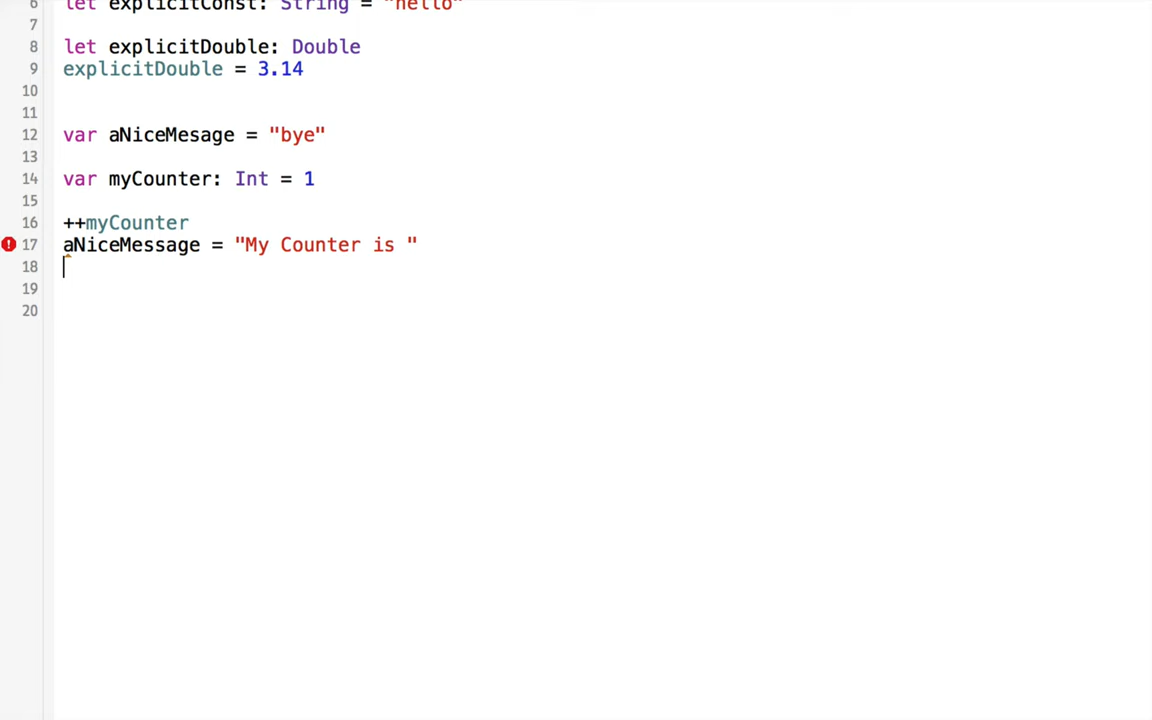 6 let explicitConst: String = "hello"
7
8 let explicitDouble: Double
9 explicitDouble = 3.14
10
11
12 var aNiceMesage = "bye"
13
14 var myCounter: Int = 1
15
16 ++myCounter
17 aNiceMessage = "My Counter is "
18
19
20